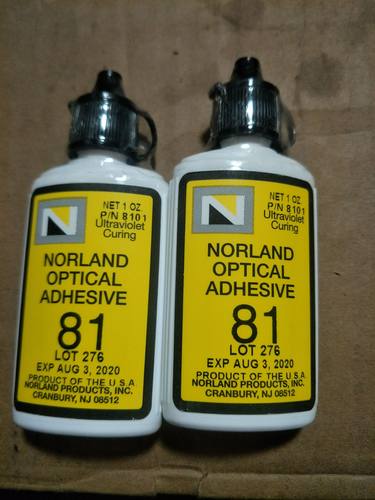 NET 1 OZ.
P/N 8101
Ultraviolet
Curing
N
NORLAND
OPTICAL
ADHESIVE
81
LOT 276
EXP AUG 3, 2020
PRODUCT OF THE U.S.A.
NORLAND PRODUCTS, INC.
CRANBURY, NJ 08512
NET 1 OZ.
P/N 8101
Ultraviolet
Curing
N
NORLAND
OPTICAL
ADHESIVE
81
LOT 276
EXP AUG 3, 2020
PRODUCT OF THE U.S.A.
NORLAND PRODUCTS, INC.
CRANBURY, NJ 08512